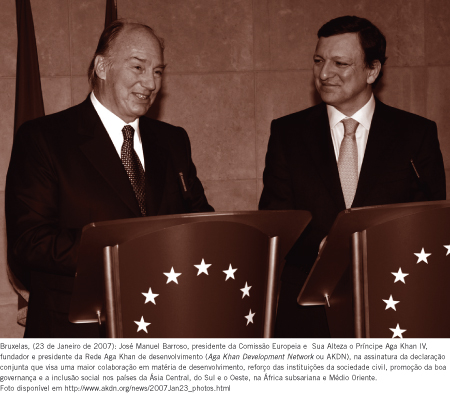 Bruxelas, (23 de Janeiro de 2007): José Manuel Barroso, presidente da Comissão Europeia e  Sua Alteza o Príncipe Aga Khan IV,
fundador e presidente da Rede Aga Khan de desenvolvimento (Aga Khan Development Network ou AKDN), na assinatura da declaração
conjunta que visa uma maior colaboração em matéria de desenvolvimento, reforço das instituições da sociedade civil, promoção da boa
governança e a inclusão social nos países da Ásia Central, do Sul e o Oeste, na África subsariana e Médio Oriente.
Foto disponível em http://www.akdn.org/news/2007Jan23_photos.html